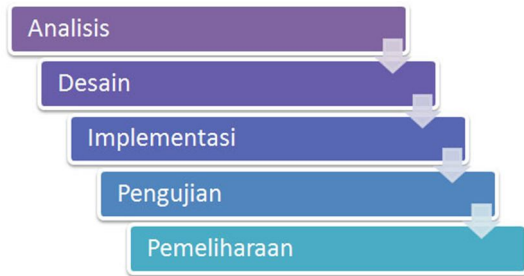 Analisis
Desain
Implementasi
Pengujian
Pemeliharaan